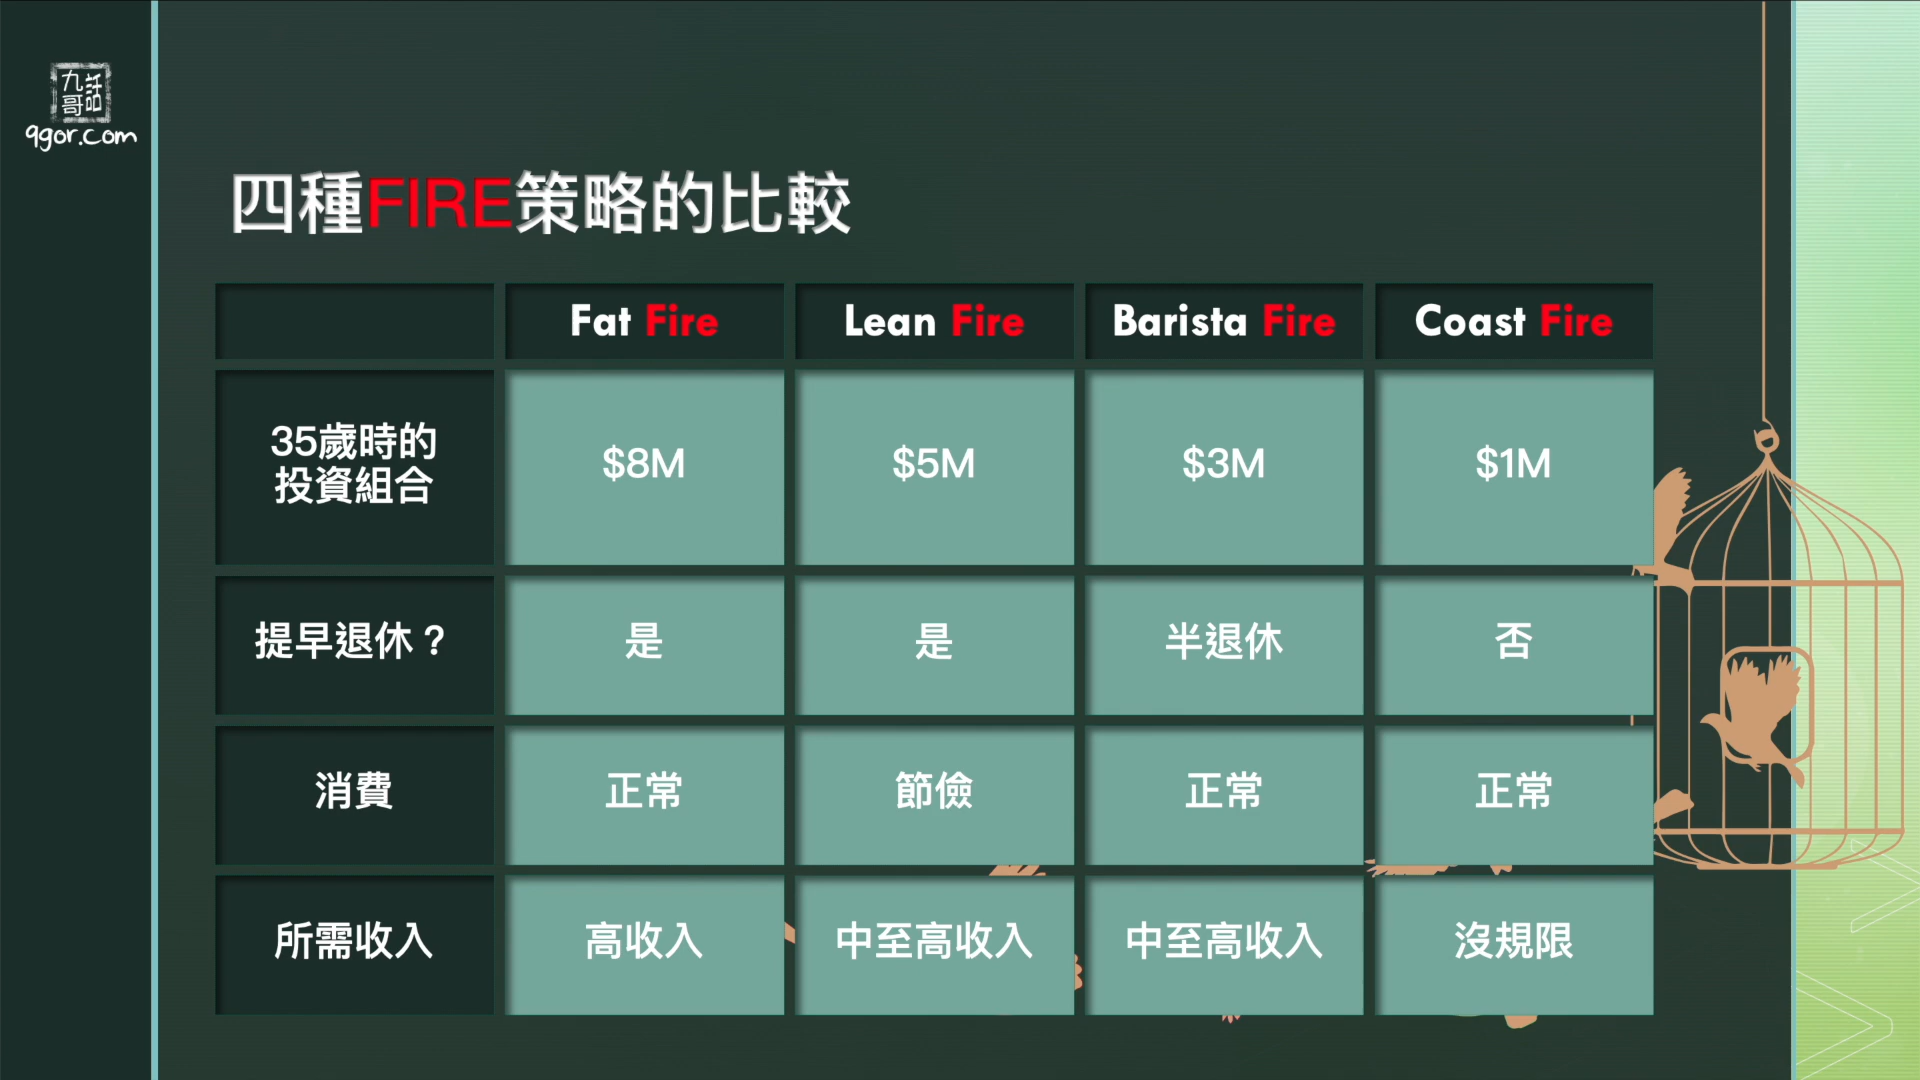 九話
哥
9gor.com
四種FIRE策略的比較
Fat Fire
Lean Fire
Barista Fire
Coast Fire
35歲時的
投資組合
$8M
$5M
$3M
$1M
提早退休？
是
是
半退休
否
消費
正常
節儉
正常
正常
所需收入
高收入
中至高收入
中至高收入
沒規限